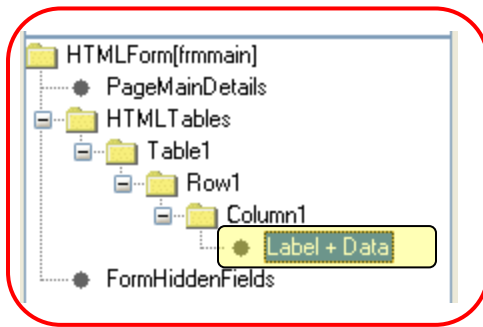 HTMLForm[frmmain]
PageMainDetails
HTMLTables
Table1
Row1
Column1
Label + Data
FormHiddenFields